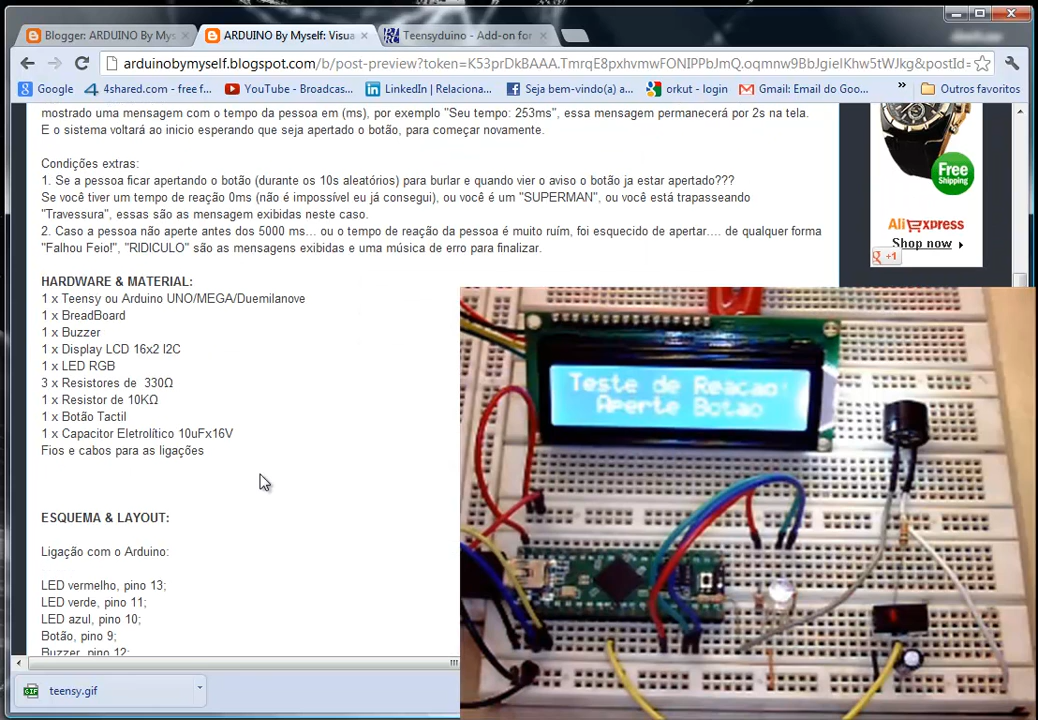 Blogger: ARDUINO By Mys
ARDUINO By Myself: Visua
Teensyduino - Add-on for
arduinobymyself.blogspot.com/b/post-preview?token=K53prDkBAAA.TmrqE8pxhvmwFONIPPbJmQ.oqmnw9BbJgielKhw5tWJkg&postId=
Google
4shared.com - free f...
YouTube - Broadcas...
LinkedIn | Relaciona...
Seu bem-vindo(a) a...
orkut - login
Gmail: Email do Goo...
»
Outros favoritos
mostrado uma mensagem com o tempo da pessoa em (ms), por exemplo "Seu tempo: 253ms", essa mensagem permanecerá por 2s na tela.
E o sistema voltará ao inicio esperando que seja apertado o botão, para começar novamente.
Condições extras:
1. Se a pessoa ficar apertando o botão (durante os 10s aleatórios) para burlar e quando vier o aviso o botão ja estar apertado???
Se você tiver um tempo de reação 0ms (não é impossível eu já consegui), ou você é um "SUPERMAN", ou você está trapasseando
"Travessura", essas são as mensagem exibidas neste caso.
2. Caso a pessoa não aperte antes dos 5000 ms... ou o tempo de reação da pessoa é muito ruím, foi esquecido de apertar.... de qualquer forma
"Falhou Feio!", "RIDICULO" são as mensagens exibidas e uma música de erro para finalizar.
HARDWARE & MATERIAL:
1 x Teensy ou Arduino UNO/MEGA/Duemilanove
1 x BreadBoard
1 x Buzzer
1 x Display LCD 16x2 I2C
1 x LED RGB
3 x Resistores de 330Ω
1 x Resistor de 10KΩ
1 x Botão Tactil
1 x Capacitor Eletrolítico 10uFx16V
Fios e cabos para as ligações
ESQUEMA & LAYOUT:
Ligação com o Arduino:
LED vermelho, pino 13;
LED verde, pino 11;
LED azul, pino 10;
Botão, pino 9;
Buzzer, pino 12;
Free
Shipping
AliExpress
Shop now
g +1
Teste de Reacao!
Aperte Botao
teensy.gif